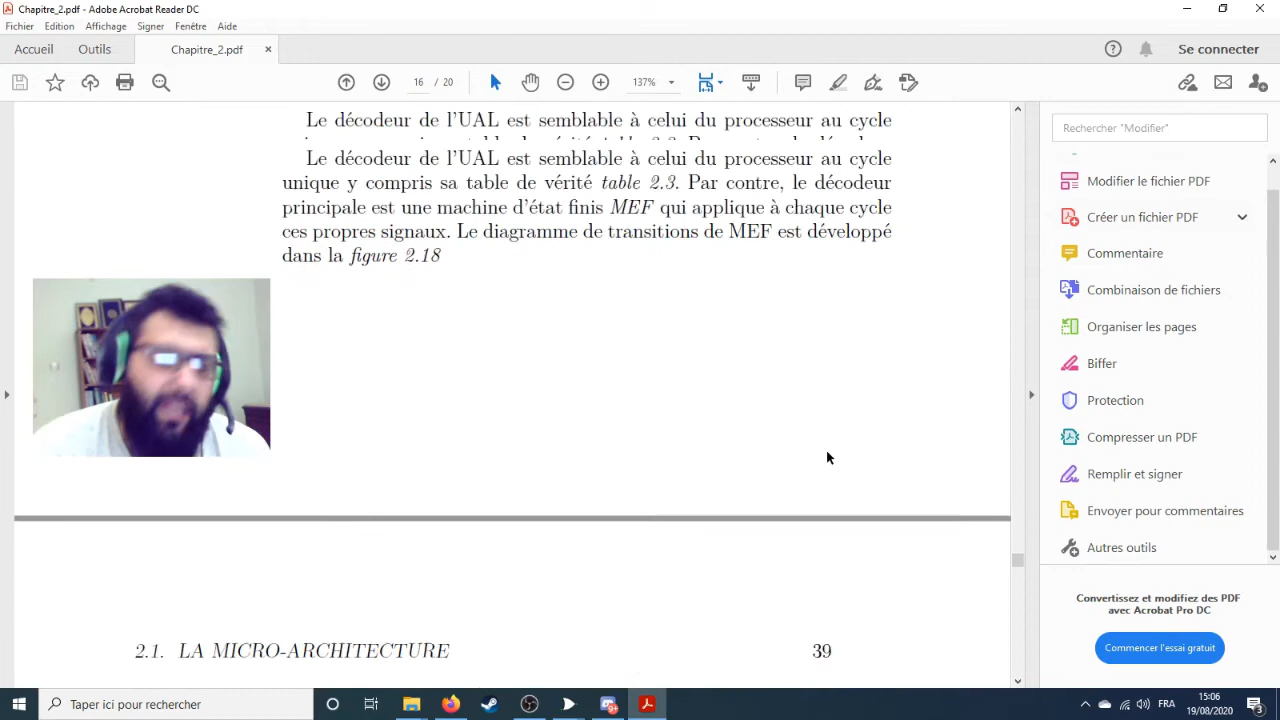 Chapitre_2.pdf - Adobe Acrobat Reader DC
Fichier Edition Affichage Signer Fenêtre Aide
Accueil Outils Chapitre_2.pdf × Se connecter
16 / 20 137%
Le décodeur de l'UAL est semblable à celui du processeur au cycle
Le décodeur de l'UAL est semblable à celui du processeur au cycle
unique y compris sa table de vérité table 2.3. Par contre, le décodeur
principale est une machine d'état finis MEF qui applique à chaque cycle
ces propres signaux. Le diagramme de transitions de MEF est développé
dans la figure 2.18
2.1. LA MICRO-ARCHITECTURE 39
Rechercher "Modifier"
Modifier le fichier PDF
Créer un fichier PDF
Commentaire
Combinaison de fichiers
Organiser les pages
Biffer
Protection
Compresser un PDF
Remplir et signer
Envoyer pour commentaires
Autres outils
Convertissez et modifiez des PDF
avec Acrobat Pro DC
Commencer l'essai gratuit
Taper ici pour rechercher
FRA
15:06
19/08/2020